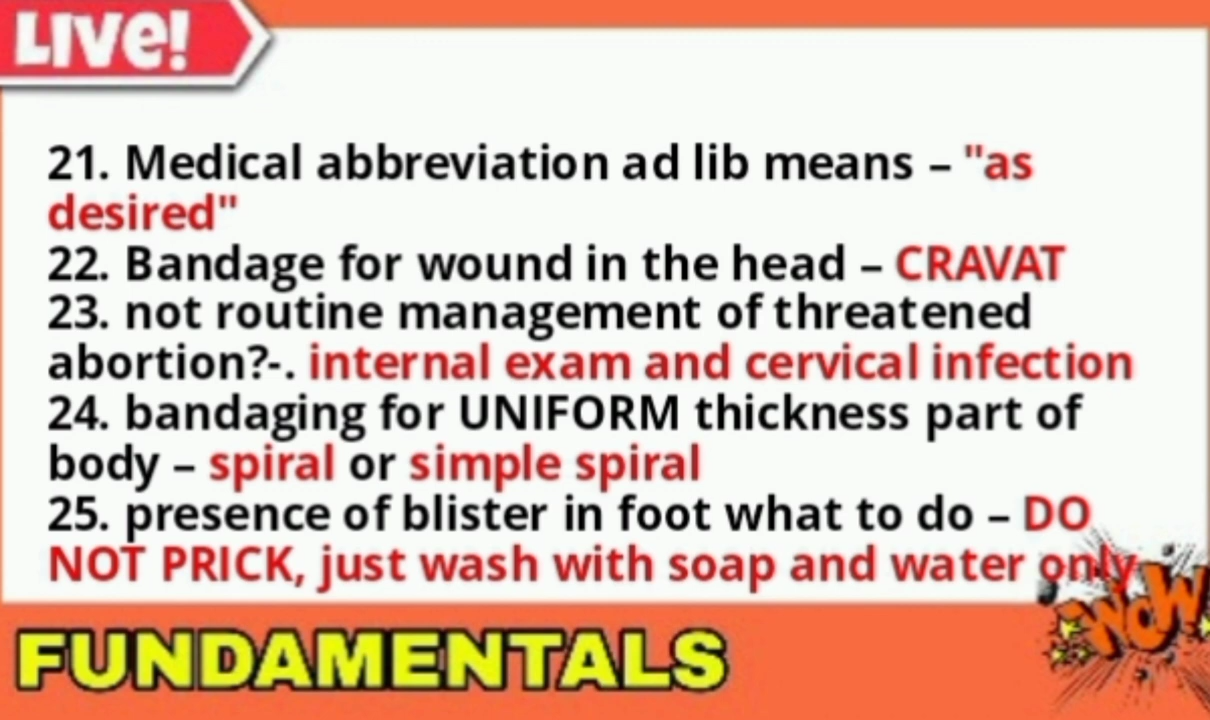 LIVe!
21. Medical abbreviation ad lib means – "as
desired"
22. Bandage for wound in the head – CRAVAT
23. not routine management of threatened
abortion?-. internal exam and cervical infection
24. bandaging for UNIFORM thickness part of
body – spiral or simple spiral
25. presence of blister in foot what to do – DO
NOT PRICK, just wash with soap and water only
WOW
FUNDAMENTALS